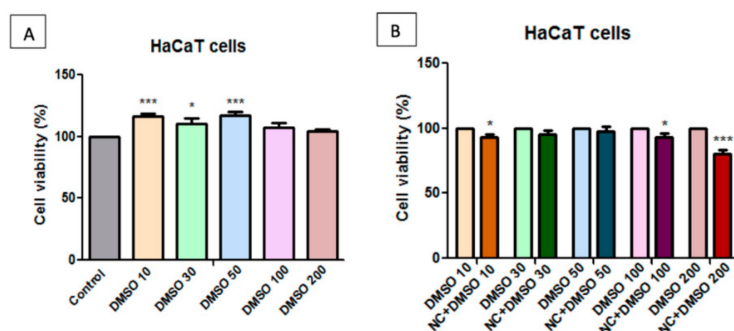 A
HaCaT cells
Cell viability (%)
150
100
50
0
***
*
***
Control
DMSO 10
DMSO 30
DMSO 50
DMSO 100
DMSO 200
B
HaCaT cells
Cell viability (%)
150
100
50
0
*
*
***
DMSO 10
NC+DMSO 10
DMSO 30
NC+DMSO 30
DMSO 50
NC+DMSO 50
DMSO 100
NC+DMSO 100
DMSO 200
NC+DMSO 200